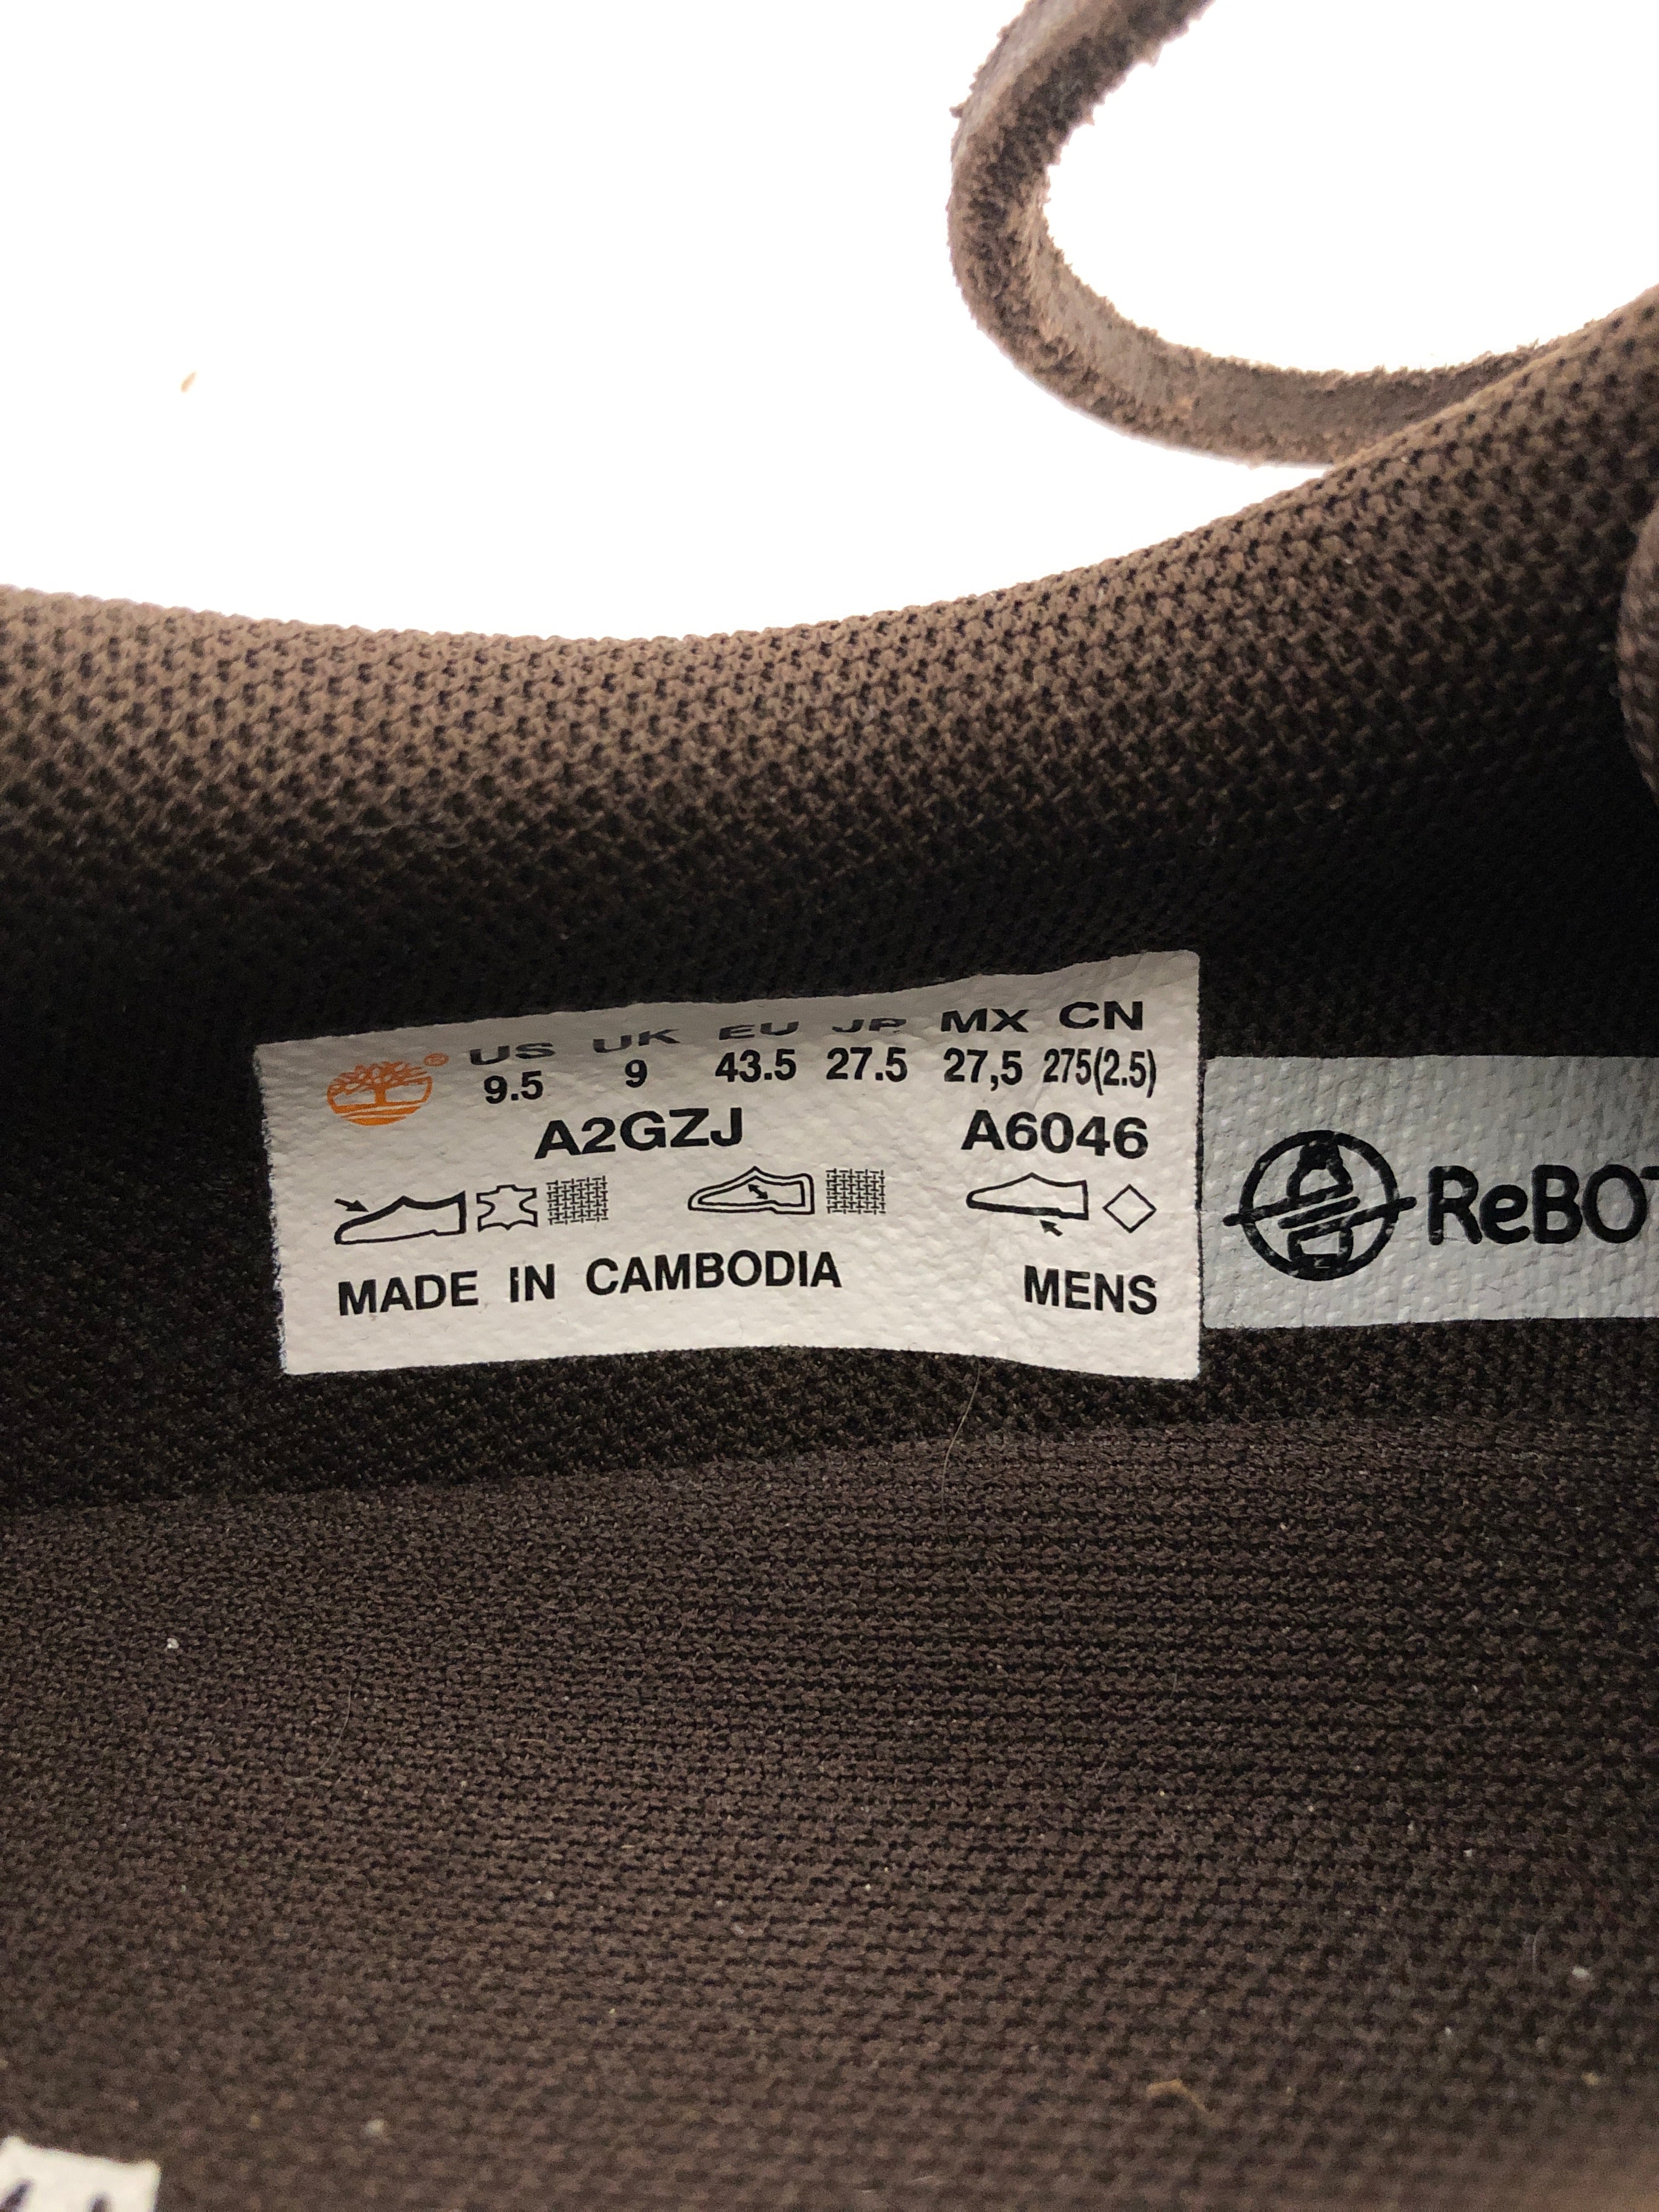 ® US UK EU JP MX CN
9.5 9 43.5 27.5 27,5 275(2.5)
A2GZJ A6046
MADE IN CAMBODIA MENS
ReBO